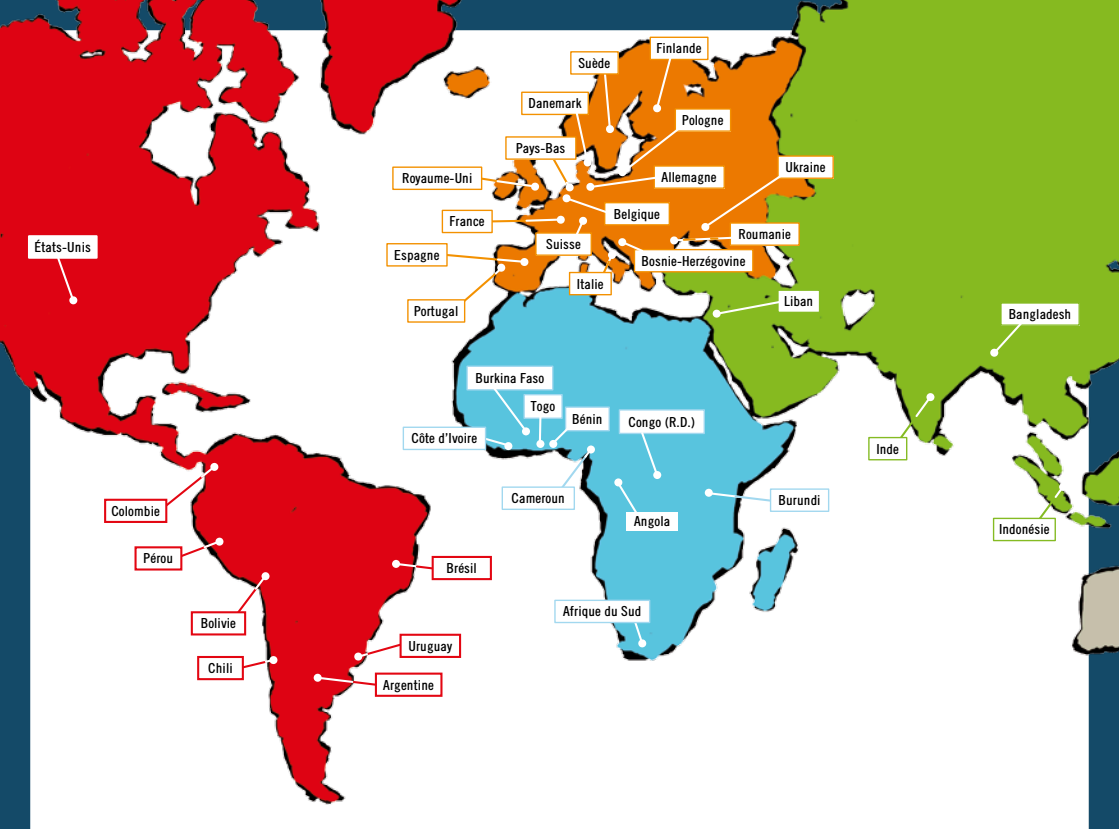 Finlande
Suède
Danemark
Pologne
Pays-Bas
Ukraine
Royaume-Uni
Allemagne
Belgique
France
Roumanie
Suisse
États-Unis
Espagne
Bosnie-Herzégovine
Italie
Liban
Portugal
Bangladesh
Burkina Faso
Togo
Bénin
Congo (R.D.)
Côte d'Ivoire
Inde
Cameroun
Burundi
Colombie
Angola
Indonésie
Pérou
Brésil
Afrique du Sud
Bolivie
Uruguay
Chili
Argentine